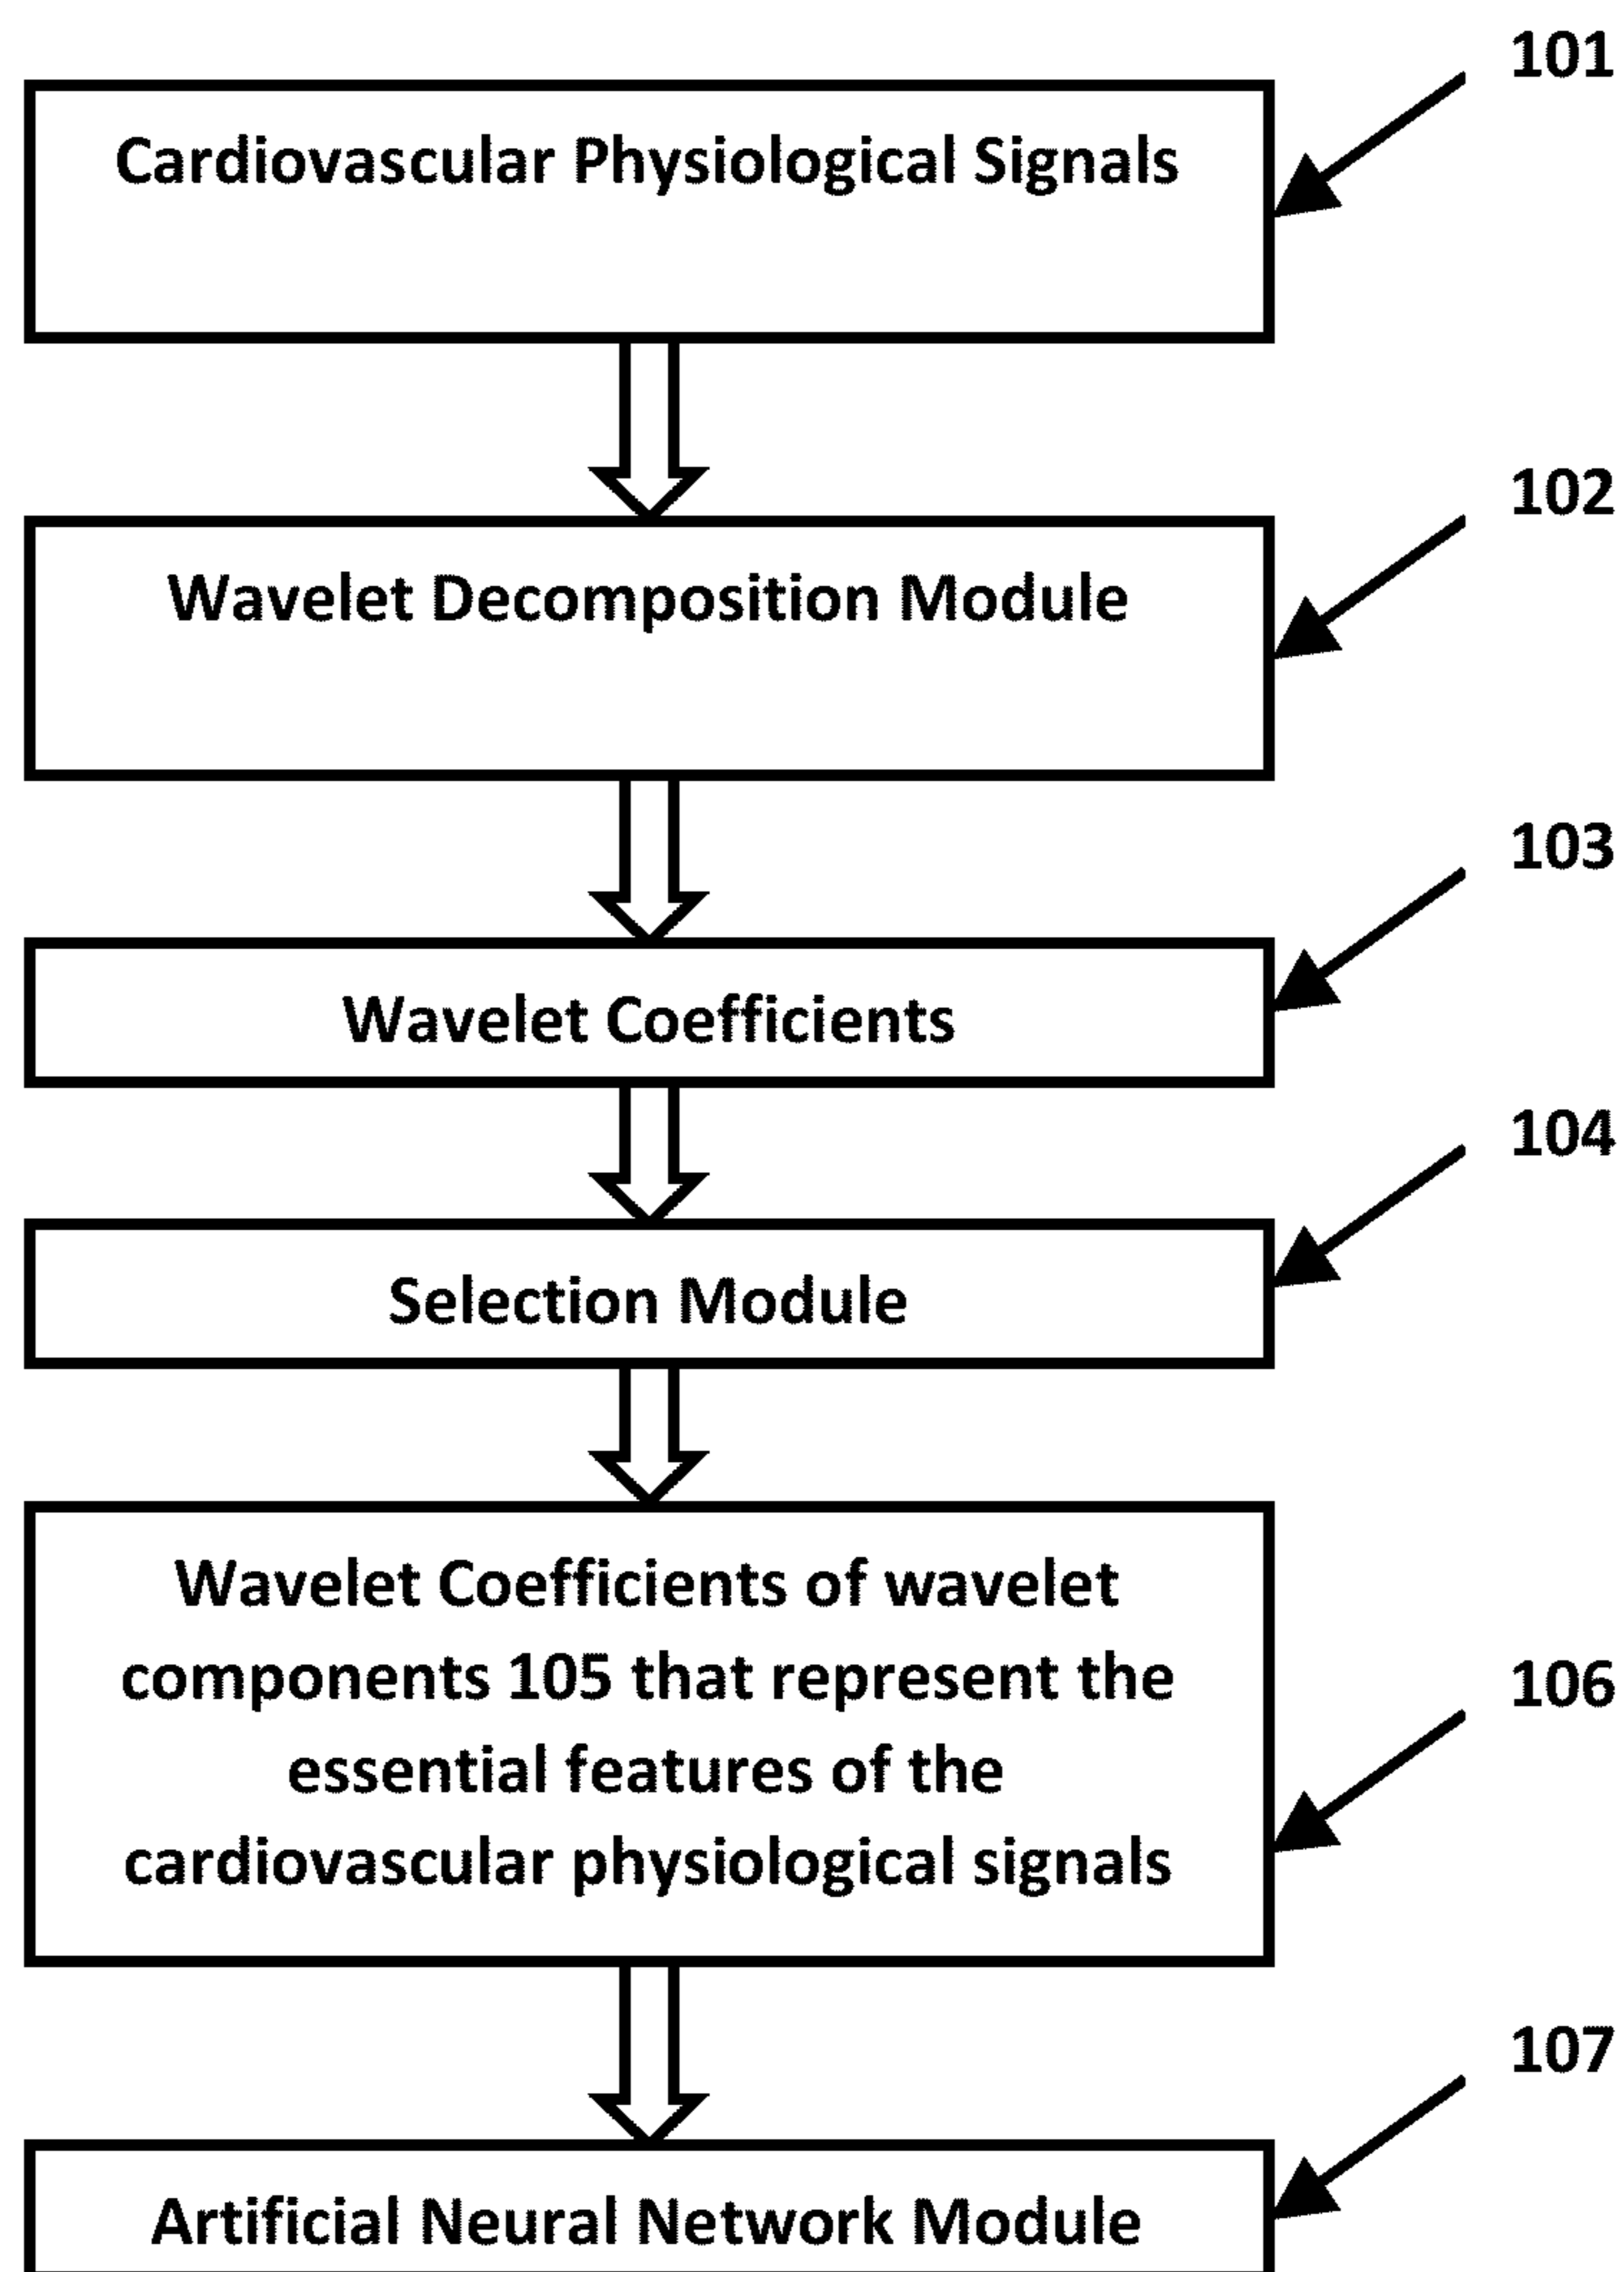 101
Cardiovascular Physiological Signals
102
Wavelet Decomposition Module
103
Wavelet Coefficients
104
Selection Module
Wavelet Coefficients of wavelet
components 105 that represent the
essential features of the
cardiovascular physiological signals
106
107
Artificial Neural Network Module